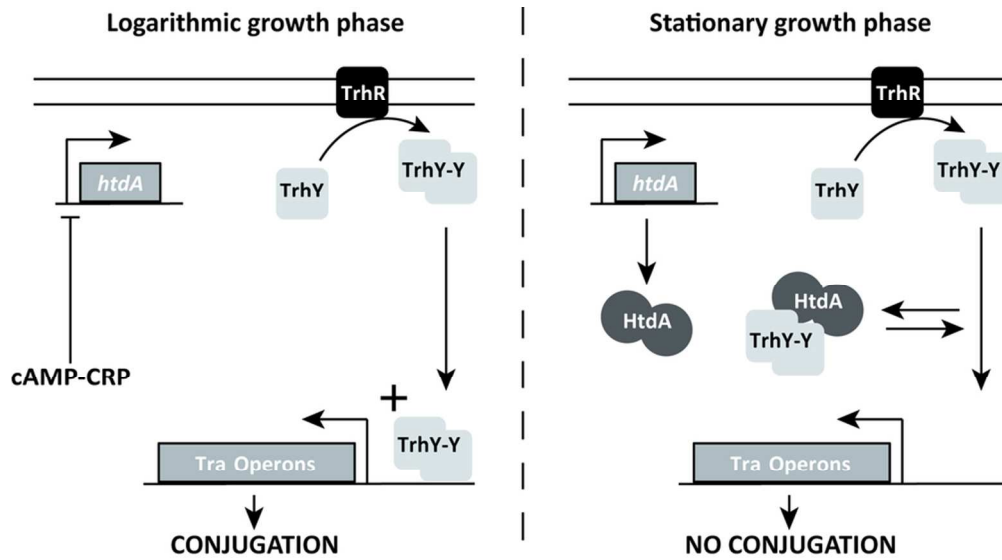 Logarithmic growth phase
TrhR
htdA
TrhY
TrhY-Y
cAMP-CRP
+
TrhY-Y
Tra Operons
CONJUGATION
Stationary growth phase
TrhR
htdA
TrhY
TrhY-Y
HtdA
HtdA
TrhY-Y
Tra Operons
NO CONJUGATION